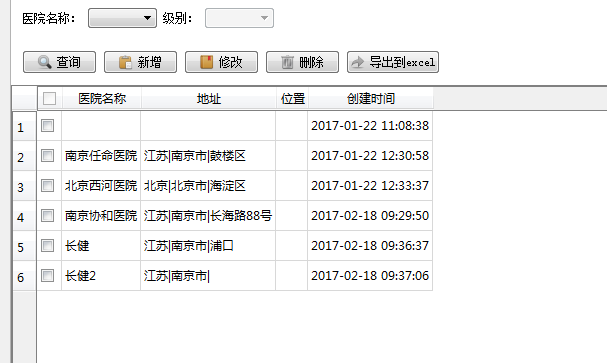 医院名称： 级别：
查询 新增 修改 删除 导出到excel
医院名称 地址 位置 创建时间
1 2017-01-22 11:08:38
2 南京任命医院 江苏|南京市|鼓楼区 2017-01-22 12:30:58
3 北京西河医院 北京|北京市|海淀区 2017-01-22 12:33:37
4 南京协和医院 江苏|南京市|长海路88号 2017-02-18 09:29:50
5 长健 江苏|南京市|浦口 2017-02-18 09:36:37
6 长健2 江苏|南京市| 2017-02-18 09:37:06